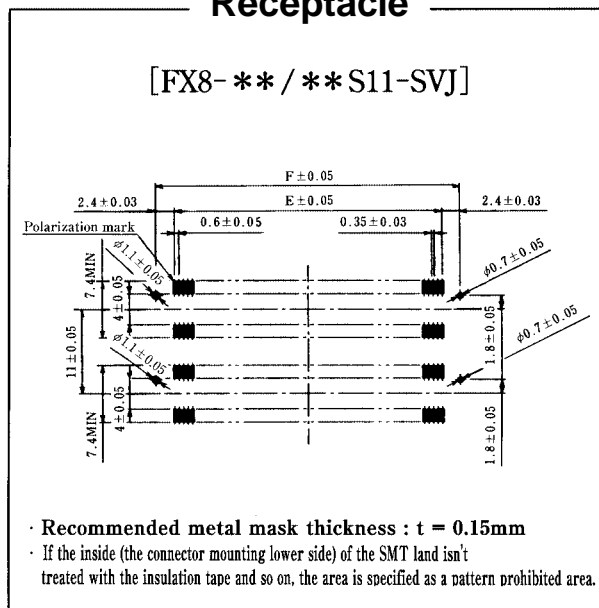 Receptacle
[FX8-**/**S11-SVJ]
F±0.05
2.4±0.03 E±0.05 2.4±0.03
0.6±0.05 0.35±0.03
Polarization mark
φ1.1±0.05
φ0.7±0.05
7.4MIN
4±0.05
11±0.05
1.8±0.05
φ1.1±0.05
φ0.7±0.05
7.4MIN
4±0.05
1.8±0.05
· Recommended metal mask thickness : t = 0.15mm
· If the inside (the connector mounting lower side) of the SMT land isn't
treated with the insulation tape and so on, the area is specified as a pattern prohibited area.